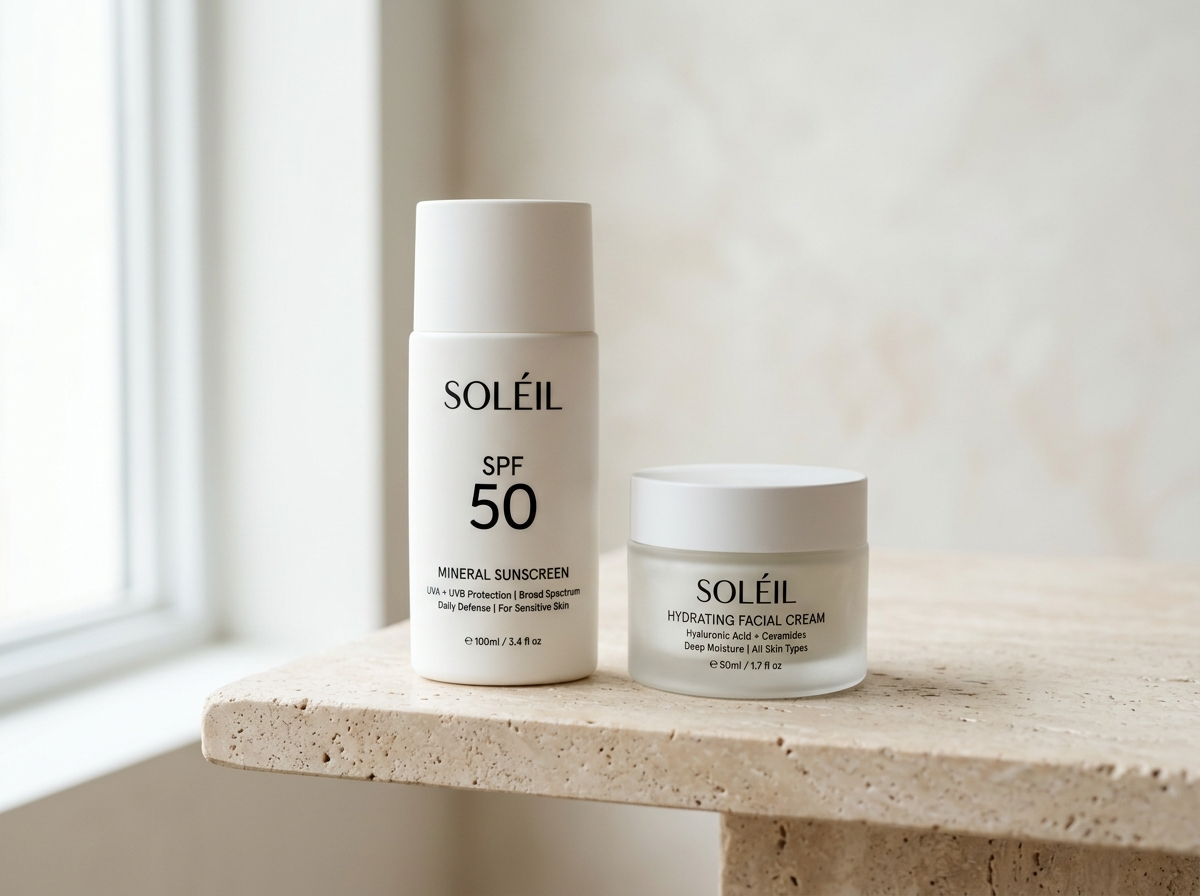 SOLÉIL
SPF
50
MINERAL SUNSCREEN
UVA + UVB Protection | Brosd Spsctrum
Daily Defense | For Sensitive Skin
℮ 100ml / 3.4 fl oz
SOLÉIL
HYDRATING FACIAL CREAM
Hyaluronic Acid + Ceramides
Deep Moisture | All Skin Types
℮ S0ml / 1.7 fl oz